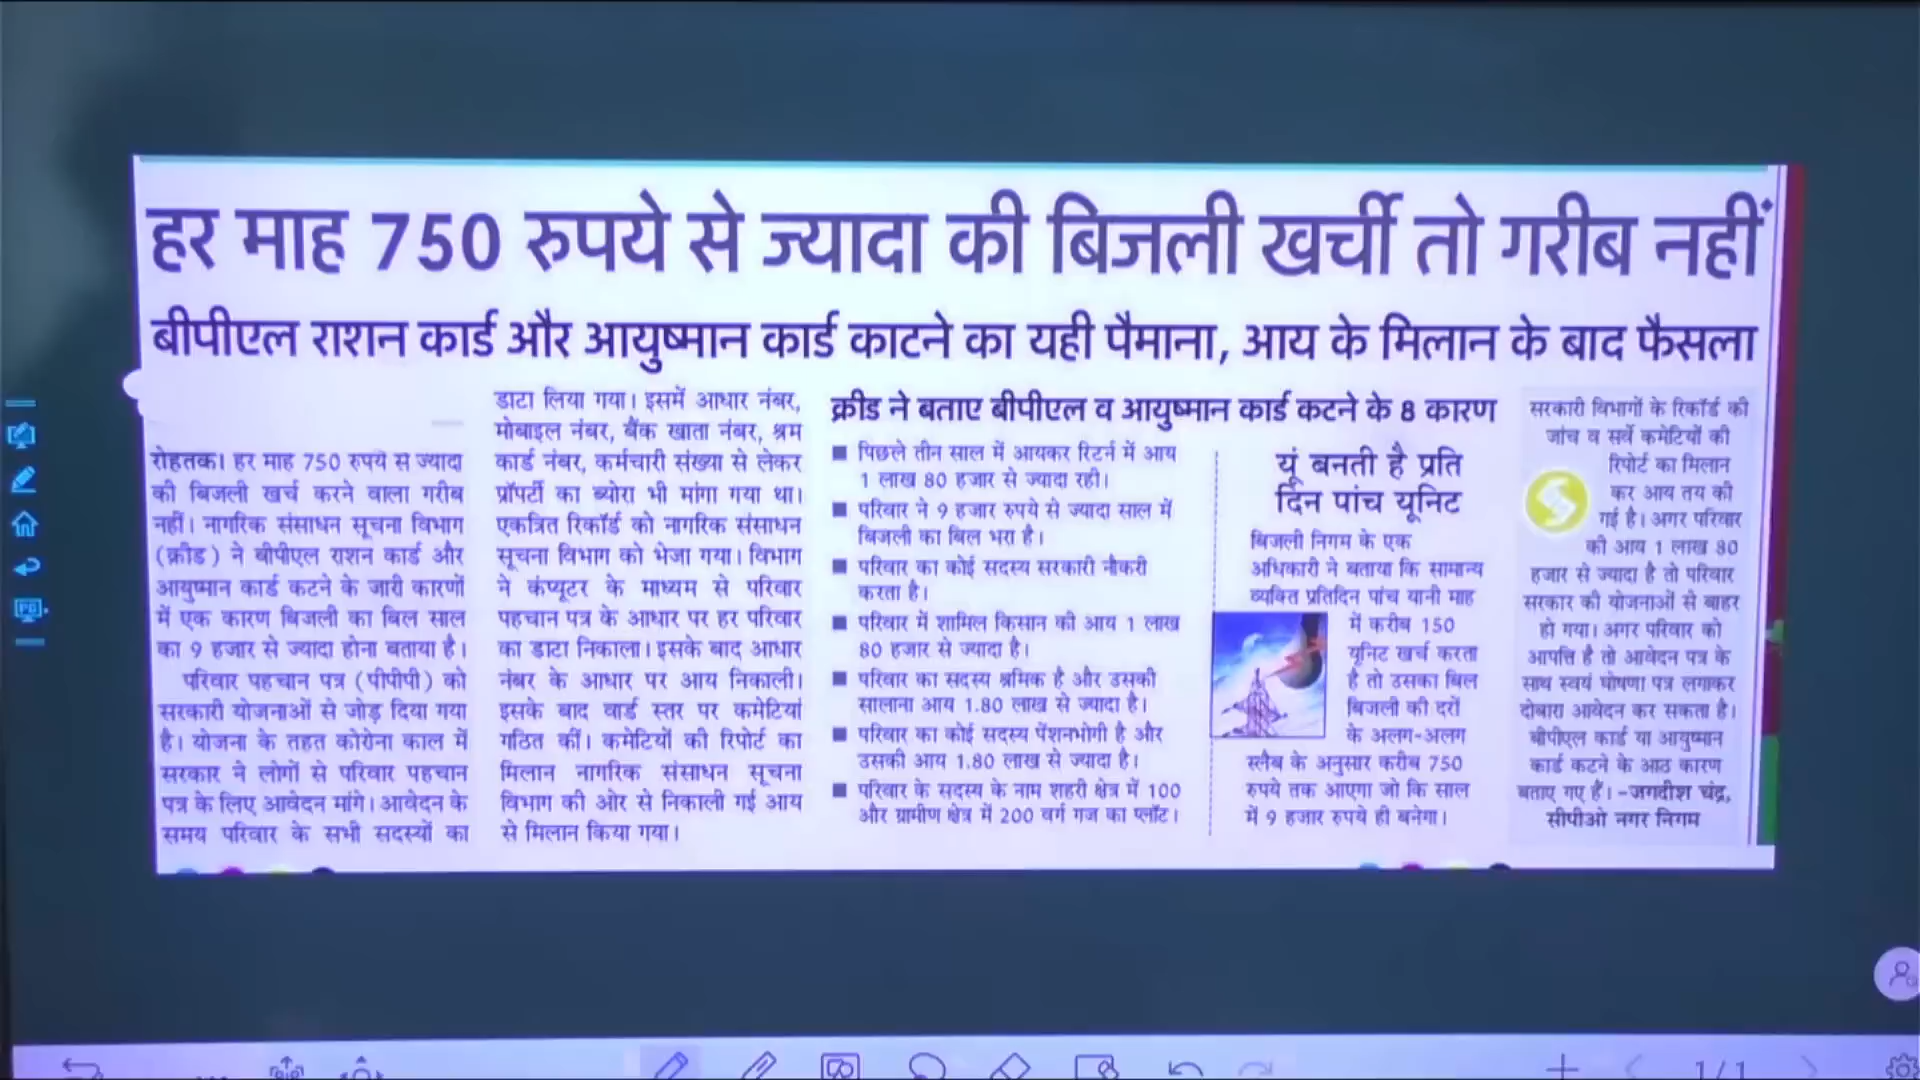 हर माह 750 रुपये से ज्यादा की बिजली खर्ची तो गरीब नहीं
बीपीएल राशन कार्ड और आयुष्मान कार्ड काटने का यही पैमाना, आय के मिलान के बाद फैसला
रोहतक। हर माह 750 रुपये से ज्यादा
की बिजली खर्च करने वाला गरीब
नहीं। नागरिक संसाधन सूचना विभाग
(क्रीड) ने बीपीएल राशन कार्ड और
आयुष्मान कार्ड कटने के जारी कारणों
में एक कारण बिजली का बिल साल
का 9 हजार से ज्यादा होना बताया है।
परिवार पहचान पत्र (पीपीपी) को
सरकारी योजनाओं से जोड़ दिया गया
है। योजना के तहत कोरोना काल में
सरकार ने लोगों से परिवार पहचान
पत्र के लिए आवेदन मांगे। आवेदन के
समय परिवार के सभी सदस्यों का
डाटा लिया गया। इसमें आधार नंबर,
मोबाइल नंबर, बैंक खाता नंबर, श्रम
कार्ड नंबर, कर्मचारी संख्या से लेकर
प्रॉपर्टी का ब्योरा भी मांगा गया था।
एकत्रित रिकॉर्ड को नागरिक संसाधन
सूचना विभाग को भेजा गया। विभाग
ने कंप्यूटर के माध्यम से परिवार
पहचान पत्र के आधार पर हर परिवार
का डाटा निकाला। इसके बाद आधार
नंबर के आधार पर आय निकाली।
इसके बाद वार्ड स्तर पर कमेटियां
गठित कीं। कमेटियों की रिपोर्ट का
मिलान नागरिक संसाधन सूचना
विभाग की ओर से निकाली गई आय
से मिलान किया गया।
क्रीड ने बताए बीपीएल व आयुष्मान कार्ड कटने के 8 कारण
■ पिछले तीन साल में आयकर रिटर्न में आय
1 लाख 80 हजार से ज्यादा रही।
■ परिवार ने 9 हजार रुपये से ज्यादा साल में
बिजली का बिल भरा है।
■ परिवार का कोई सदस्य सरकारी नौकरी
करता है।
■ परिवार में शामिल किसान की आय 1 लाख
80 हजार से ज्यादा है।
■ परिवार का सदस्य श्रमिक है और उसकी
सालाना आय 1.80 लाख से ज्यादा है।
■ परिवार का कोई सदस्य पेंशनभोगी है और
उसकी आय 1.80 लाख से ज्यादा है।
■ परिवार के सदस्य के नाम शहरी क्षेत्र में 100
और ग्रामीण क्षेत्र में 200 वर्ग गज का प्लॉट।
यूं बनती है प्रति
दिन पांच यूनिट
बिजली निगम के एक
अधिकारी ने बताया कि सामान्य
व्यक्ति प्रतिदिन पांच यानी माह
में करीब 150
यूनिट खर्च करता
है तो उसका बिल
बिजली की दरों
के अलग-अलग
स्लैब के अनुसार करीब 750
रुपये तक आएगा जो कि साल
में 9 हजार रुपये ही बनेगा।
सरकारी विभागों के रिकॉर्ड की
जांच व सर्वे कमेटियों की
रिपोर्ट का मिलान
कर आय तय की
गई है। अगर परिवार
की आय 1 लाख 80
हजार से ज्यादा है तो परिवार
सरकार की योजनाओं से बाहर
हो गया। अगर परिवार को
आपत्ति है तो आवेदन पत्र के
साथ स्वयं घोषणा पत्र लगाकर
दोबारा आवेदन कर सकता है।
बीपीएल कार्ड या आयुष्मान
कार्ड कटने के आठ कारण
बताए गए हैं। -जगदीश चंद्र,
सीपीओ नगर निगम
1/1